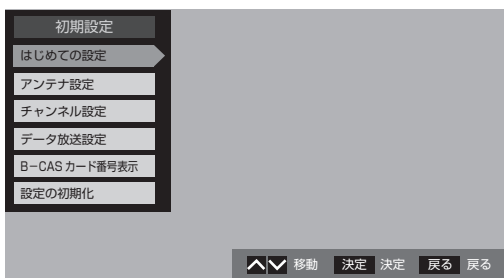 初期設定
はじめての設定
アンテナ設定
チャンネル設定
データ放送設定
B-CASカード番号表示
設定の初期化
移動 決定 決定 戻る 戻る